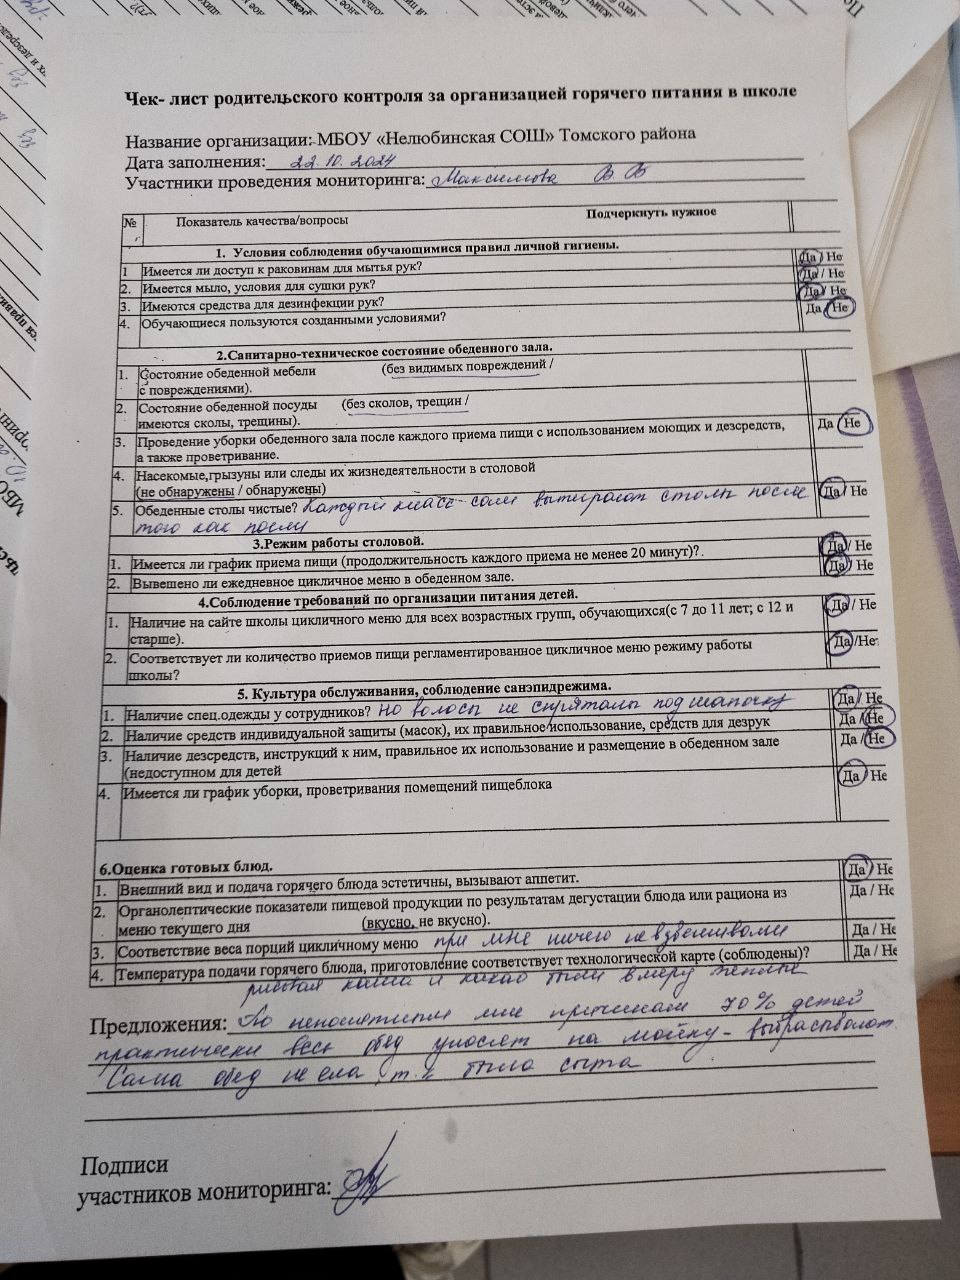 Чек- лист родительского контроля за организацией горячего питания в школе
Название организации: МБОУ «Нелюбинская СОШ» Томского района
Дата заполнения: 22.10.2024
Участники проведения мониторинга: Максимова В В
№ Показатель качества/вопросы Подчеркнуть нужное
1. Условия соблюдения обучающимися правил личной гигиены.
1 Имеется ли доступ к раковинам для мытья рук? Да / Не
2. Имеется мыло, условия для сушки рук? Да / Не
3. Имеются средства для дезинфекции рук? Да / Не
4. Обучающиеся пользуются созданными условиями? Да / Не
2.Санитарно-техническое состояние обеденного зала.
1. Состояние обеденной мебели (без видимых повреждений /
с повреждениями).
2. Состояние обеденной посуды (без сколов, трещин /
имеются сколы, трещины).
3. Проведение уборки обеденного зала после каждого приема пищи с использованием моющих и дезсредств, Да / Не
а также проветривание.
4. Насекомые,грызуны или следы их жизнедеятельности в столовой
(не обнаружены / обнаружены)
5. Обеденные столы чистые? Каждый класс сам вытирает столы после Да / Не
того как поели
3.Режим работы столовой.
1. Имеется ли график приема пищи (продолжительность каждого приема не менее 20 минут)?. Да / Не
2. Вывешено ли ежедневное цикличное меню в обеденном зале. Да / Не
4.Соблюдение требований по организации питания детей.
1. Наличие на сайте школы цикличного меню для всех возрастных групп, обучающихся(с 7 до 11 лет; с 12 и Да / Не
старше).
2. Соответствует ли количество приемов пищи регламентированное цикличное меню режиму работы Да /Не
школы?
5. Культура обслуживания, соблюдение санэпидрежима.
1. Наличие спец.одежды у сотрудников? но волосы не спрятаны под шапочку Да / Не
2. Наличие средств индивидуальной защиты (масок), их правильное использование, средств для дезрук Да / Не
3. Наличие дезсредств, инструкций к ним, правильное их использование и размещение в обеденном зале Да / Не
(недоступном для детей
4. Имеется ли график уборки, проветривания помещений пищеблока Да / Не
6.Оценка готовых блюд.
1. Внешний вид и подача горячего блюда эстетичны, вызывают аппетит. Да / Не
2. Органолептические показатели пищевой продукции по результатам дегустации блюда или рациона из Да / Не
меню текущего дня (вкусно, не вкусно).
3. Соответствие веса порций цикличному меню при мне ничего не взвешивали Да / Не
4. Температура подачи горячего блюда, приготовление соответствует технологической карте (соблюдены)? Да / Не
рисовая каша и какао были в меру теплые
Предложения: По непонятным мне причинам 70% детей
практически весь обед уносят на мойку - выбрасывают.
Сама обед не ела, т.к была сыта
Подписи
участников мониторинга: